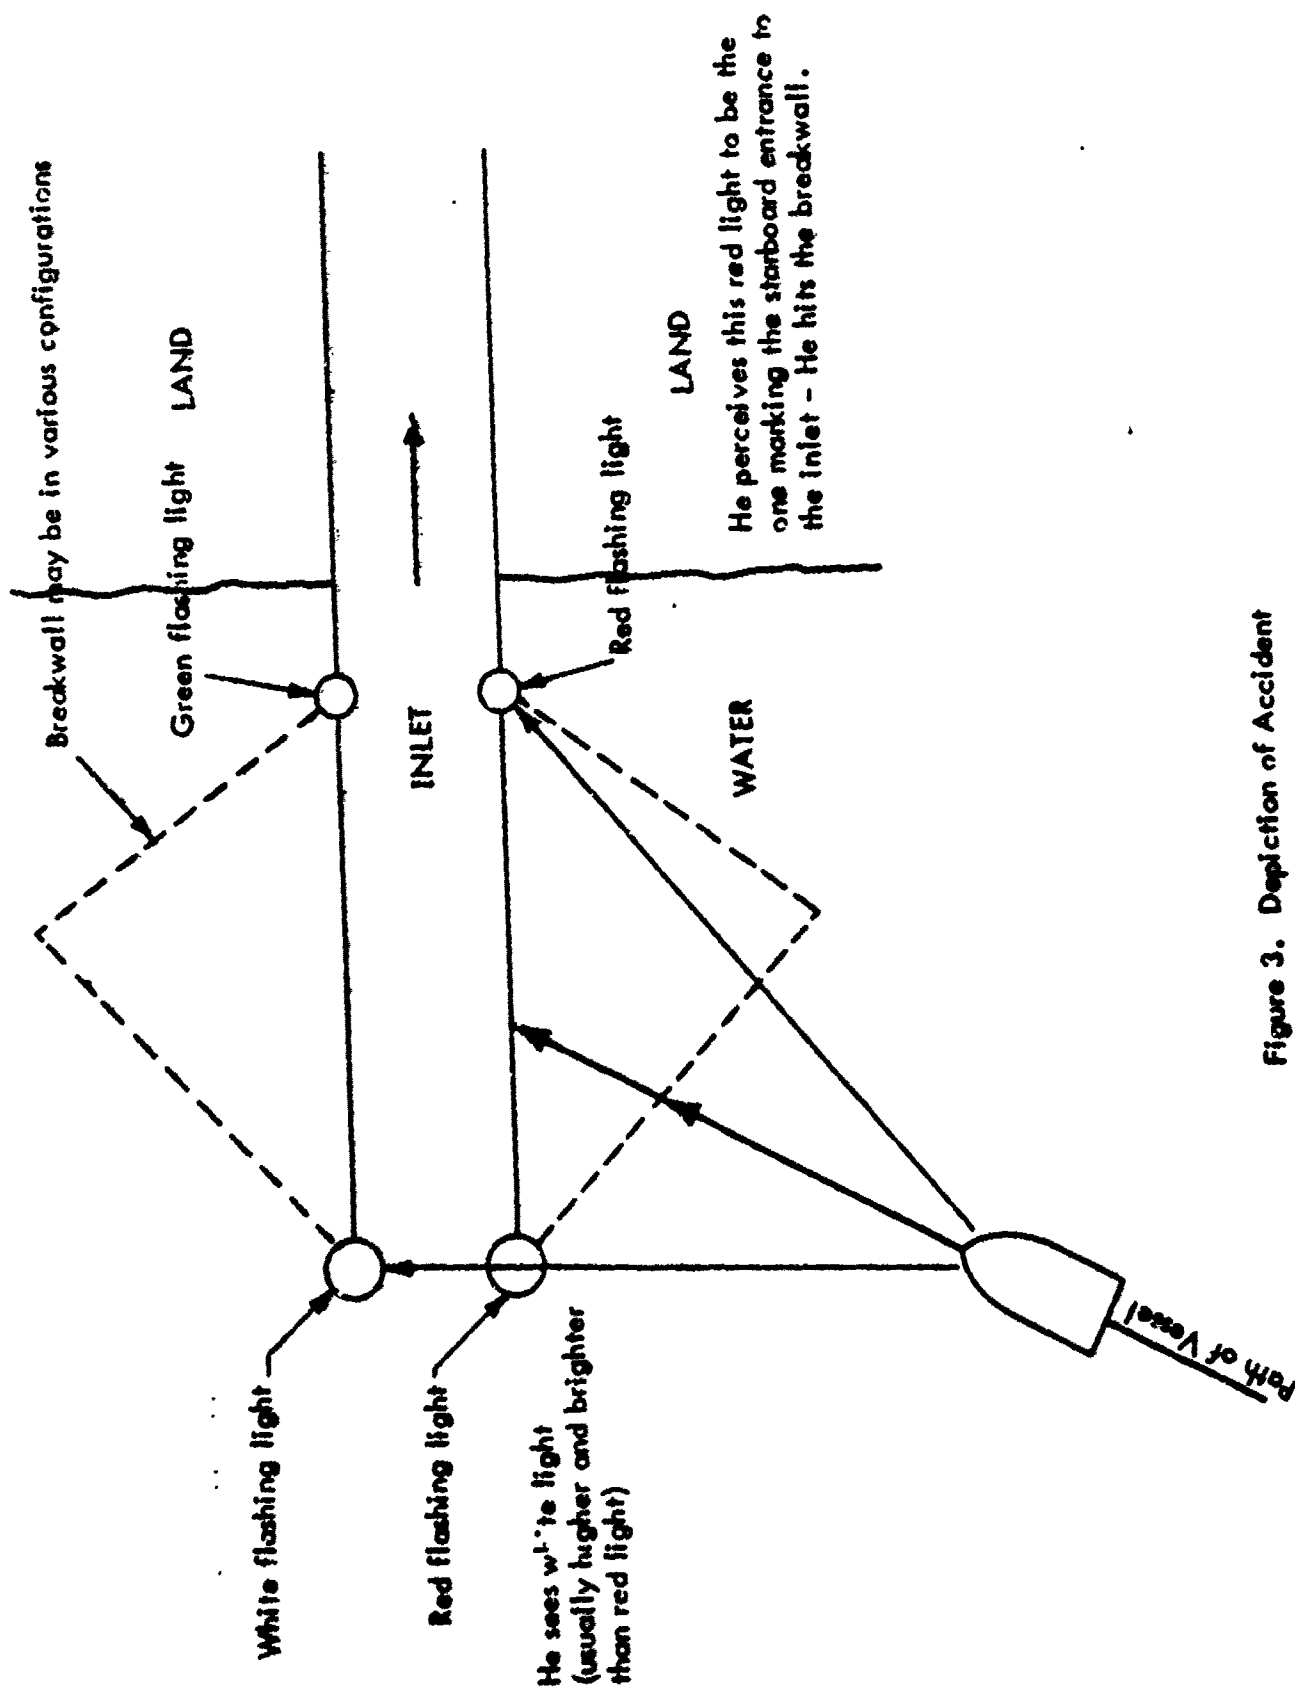 Breakwall may be in various configurations
Green flashing light
LAND
White flashing light
INLET
Red flashing light
Red flashing light
LAND
He sees light
(usually higher and brighter
than red light)
WATER
He perceives this red light to be the
one marking the starboard entrance to
the inlet - He hits the breakwall.
Path of Vessel
Figure 3. Depiction of Accident